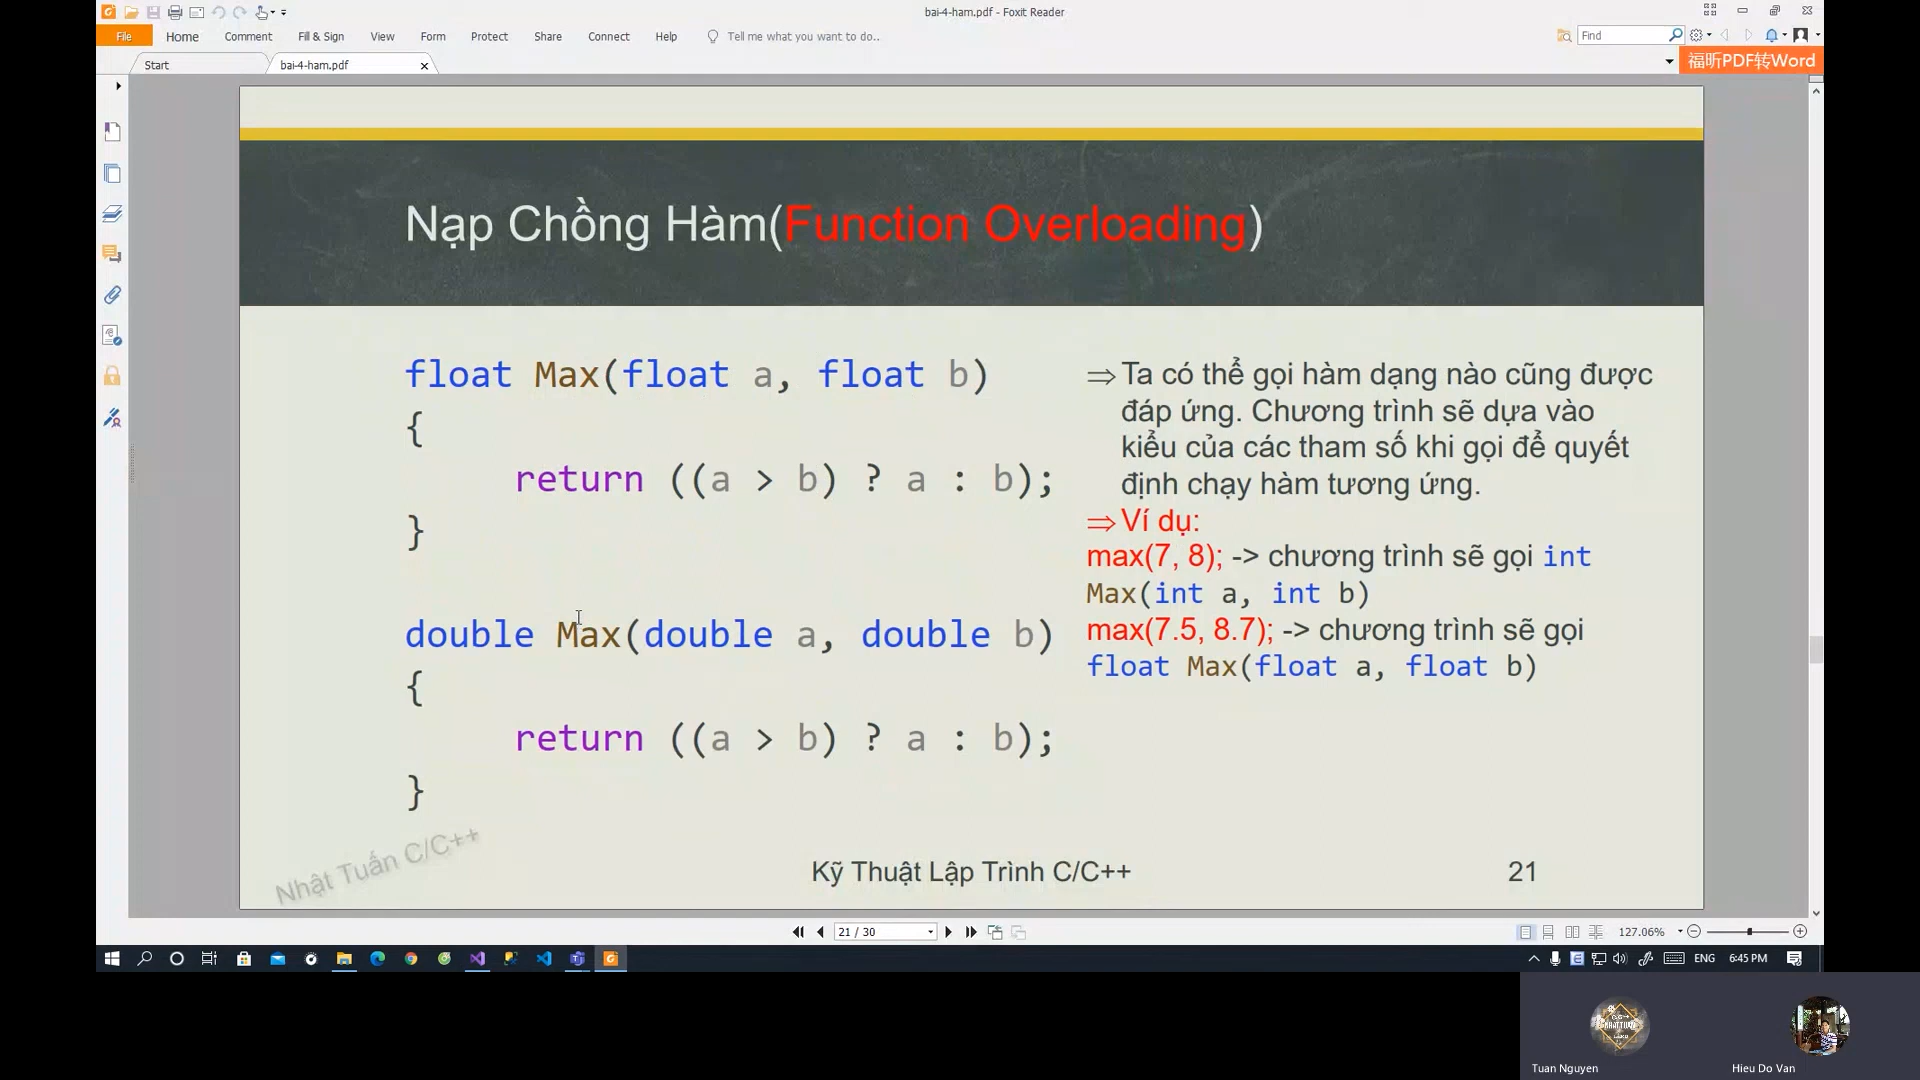 bai-4-ham.pdf - Foxit Reader
File Home Comment Fill & Sign View Form Protect Share Connect Help Tell me what you want to do.. Find
Start bai-4-ham.pdf 福昕PDF转Word
Nạp Chồng Hàm(Function Overloading)
float Max(float a, float b)
{
return ((a > b) ? a : b);
}
double Max(double a, double b)
{
return ((a > b) ? a : b);
}
⇒ Ta có thể gọi hàm dạng nào cũng được
đáp ứng. Chương trình sẽ dựa vào
kiểu của các tham số khi gọi để quyết
định chạy hàm tương ứng.
⇒ Ví dụ:
max(7, 8); -> chương trình sẽ gọi int
Max(int a, int b)
max(7.5, 8.7); -> chương trình sẽ gọi
float Max(float a, float b)
Nhật Tuấn C/C++
Kỹ Thuật Lập Trình C/C++
21
21 / 30
127.06%
ENG 6:45 PM
Tuan Nguyen
Hieu Do Van